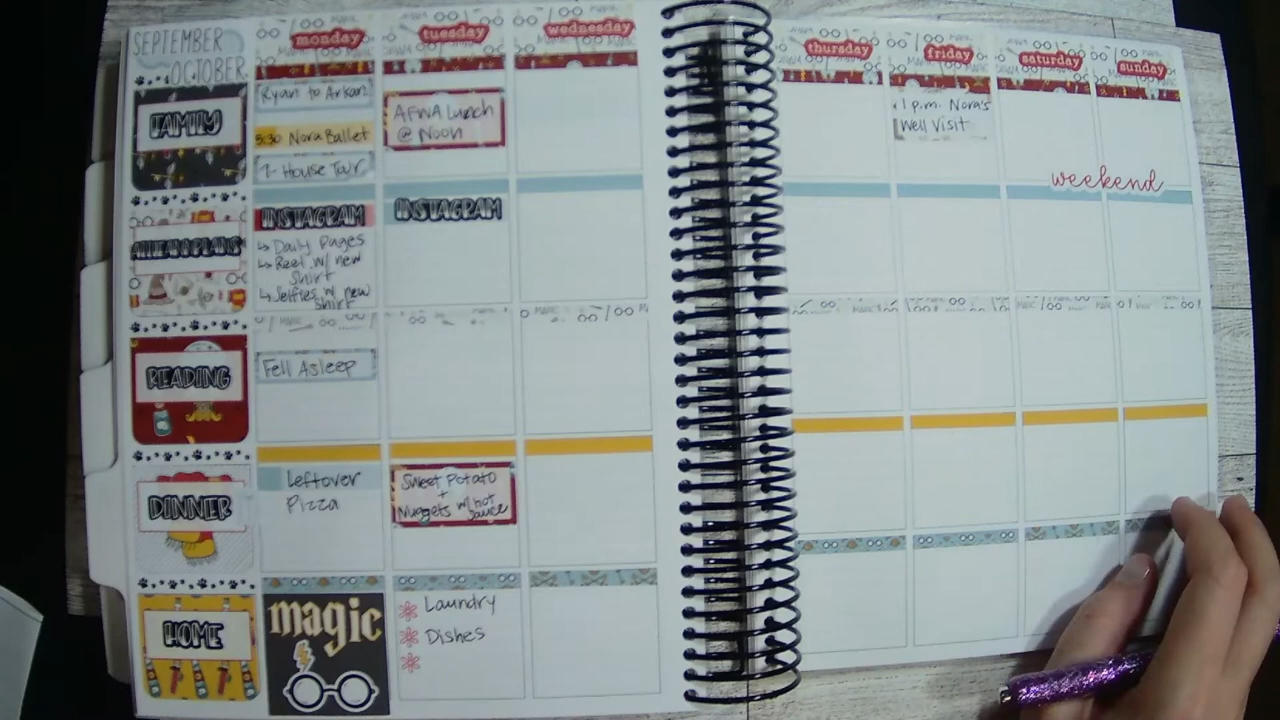 SEPTEMBER
OCTOBER
monday
tuesday
wednesday
thursday
friday
saturday
sunday
FAMILY
Ryan to Arkan
5:30 Nora Ballet
7- House Tour
AFWA Lunch
@ Noon
1 p.m. Nora's
Well Visit
weekend
INSTAGRAM
↳ Daily Pages
↳ Reel w/ new
shirt
↳ Selfies w/ new
shirt
INSTAGRAM
READING
Fell Asleep
DINNER
Leftover
Pizza
Sweet Potato
+
Nuggets w/ hot
sauce
HOME
magic
Laundry
Dishes